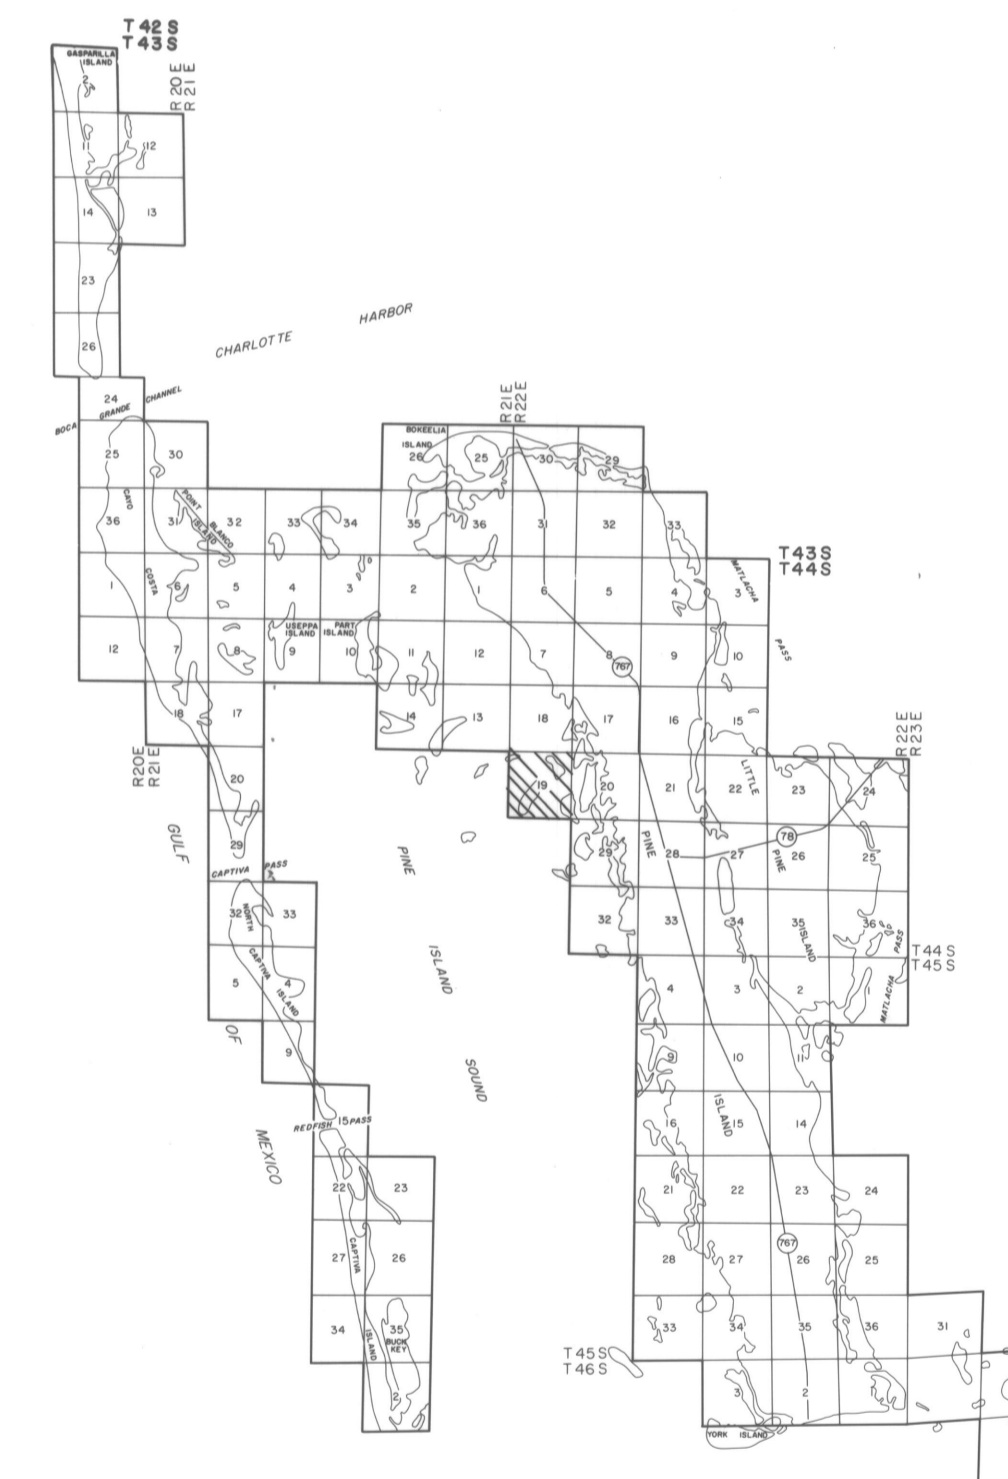 T 42 S
T 43 S
GASPARILLA
ISLAND
R 20 E
R 21 E
2
11
12
14
13
23
26
CHARLOTTE HARBOR
24
BOCA GRANDE CHANNEL
R 21 E
R 22 E
BOKEELIA
ISLAND
25
30
26
25
30
29
CAYO
36
31
POINT BLANCO
ISLAND
32
33
34
35
36
31
32
33
T 43 S
T 44 S
COSTA
1
6
5
4
3
2
1
6
5
4
3
MATLACHA
PASS
12
7
8
USEPPA
ISLAND
9
PART
ISLAND
10
11
12
7
8
767
9
10
18
17
14
13
18
17
16
15
R 20 E
R 21 E
R 22 E
R 23 E
20
19
20
21
22
LITTLE
23
24
GULF
29
PINE
29
PINE
28
27
78
PINE
26
25
CAPTIVA PASS
32
NORTH
33
32
33
34
35
ISLAND
36
PASS
T 44 S
T 45 S
CAPTIVA
5
4
ISLAND
ISLAND
4
3
2
1
MATLACHA
OF
9
9
10
11
SOUND
REDFISH 15 PASS
16
ISLAND
15
14
MEXICO
22
23
21
22
23
24
27
CAPTIVA
26
28
27
767
26
25
34
ISLAND
35
BUCK
KEY
33
34
35
36
31
T 45 S
T 46 S
2
3
2
1
YORK ISLAND